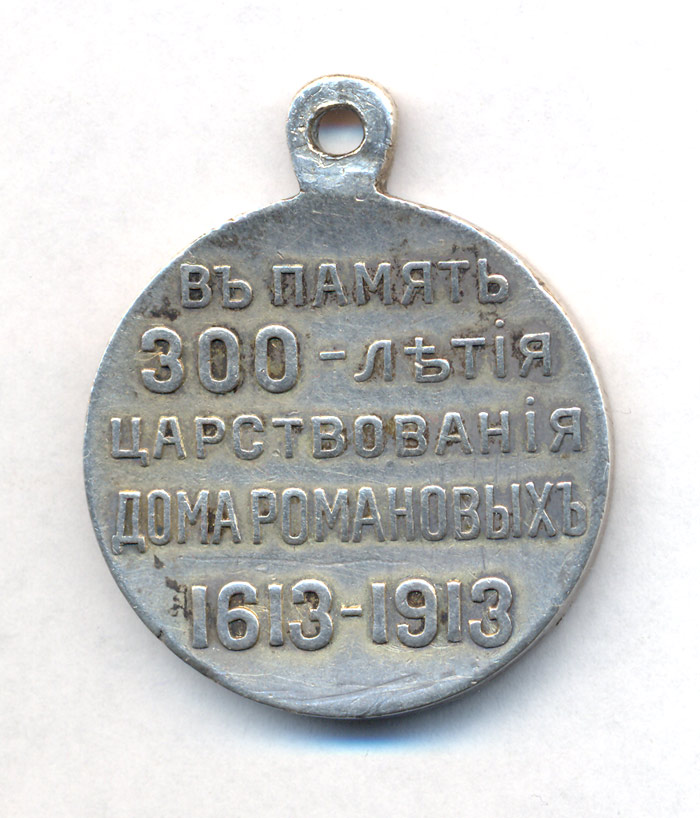 ВЪ ПАМЯТЬ
300-лѣтія
ЦАРСТВОВАНІЯ
ДОМА РОМАНОВЫХЪ
1613-1913